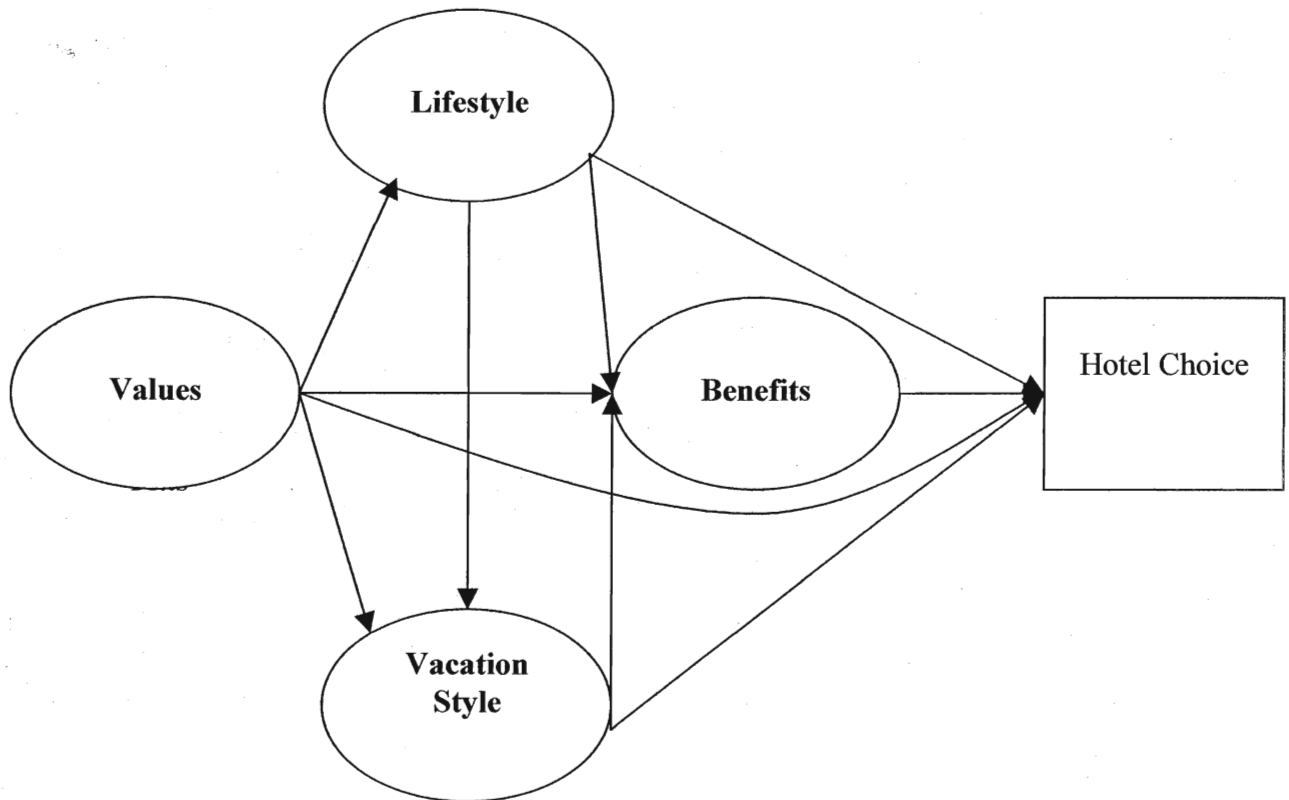 Lifestyle
Values
Benefits
Hotel Choice
Vacation
Style